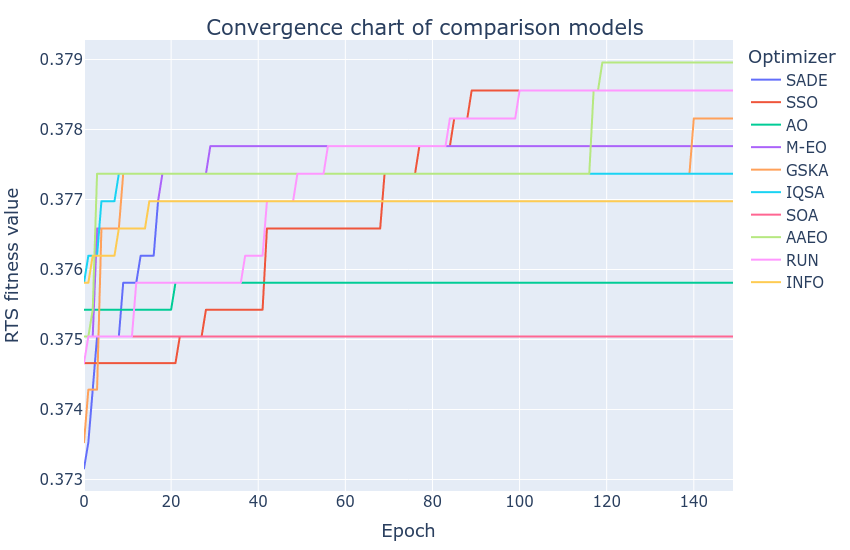 Convergence chart of comparison models
RTS fitness value
0.379
0.378
0.377
0.376
0.375
0.374
0.373
0
20
40
60
80
100
120
140
Epoch
Optimizer
SADE
SSO
AO
M-EO
GSKA
IQSA
SOA
AAEO
RUN
INFO